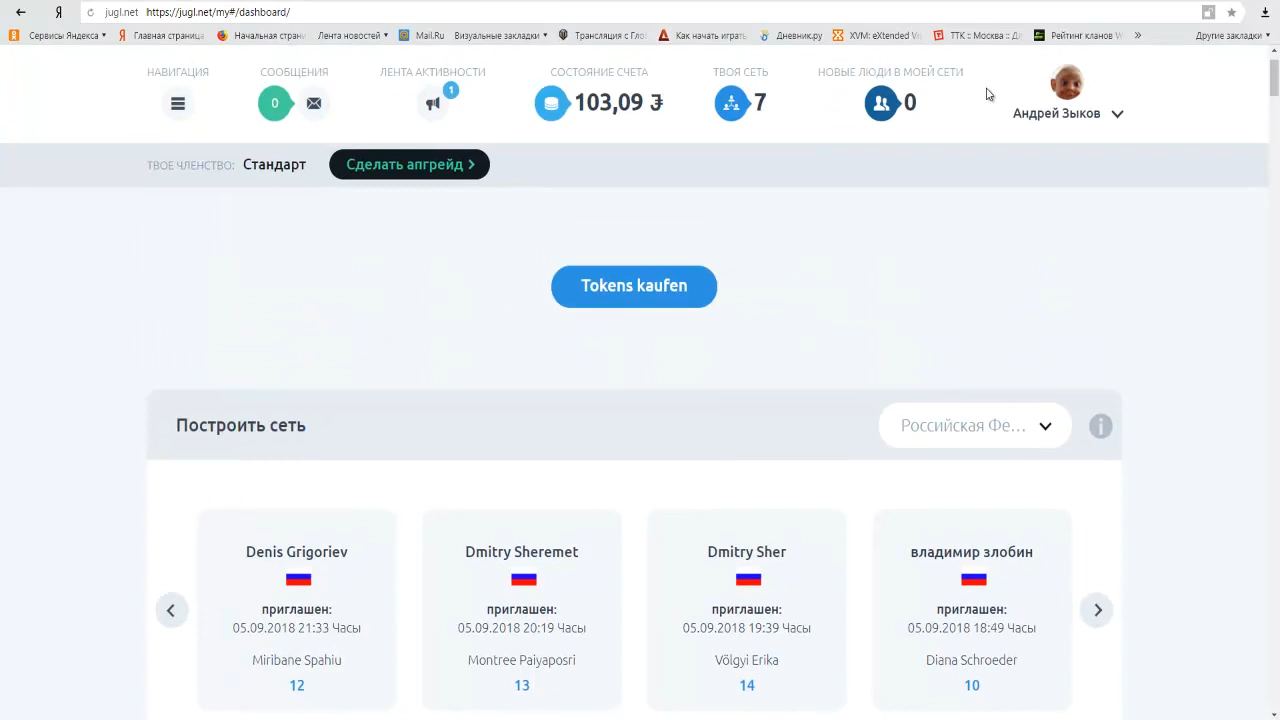 jugl.net https://jugl.net/my#/dashboard/
Сервисы Яндекса Главная страница Начальная страни Лента новостей Mail.Ru Визуальные закладки Трансляция с Гло Как начать играть Дневник.ру XVM: eXtended W ТТК :: Москва :: До Рейтинг кланов W » Другие закладки
НАВИГАЦИЯ СООБЩЕНИЯ ЛЕНТА АКТИВНОСТИ СОСТОЯНИЕ СЧЕТА ТВОЯ СЕТЬ НОВЫЕ ЛЮДИ В МОЕЙ СЕТИ
0 1 103,09 7 0
Андрей Зыков
ТВОЕ ЧЛЕНСТВО: Стандарт Сделать апгрейд
Tokens kaufen
Построить сеть Российская Фе...
Denis Grigoriev Dmitry Sheremet Dmitry Sher владимир злобин
приглашен: приглашен: приглашен: приглашен:
05.09.2018 21:33 Часы 05.09.2018 20:19 Часы 05.09.2018 19:39 Часы 05.09.2018 18:49 Часы
Miribane Spahiu Montree Paiyaposri Völgyi Erika Diana Schroeder
12 13 14 10